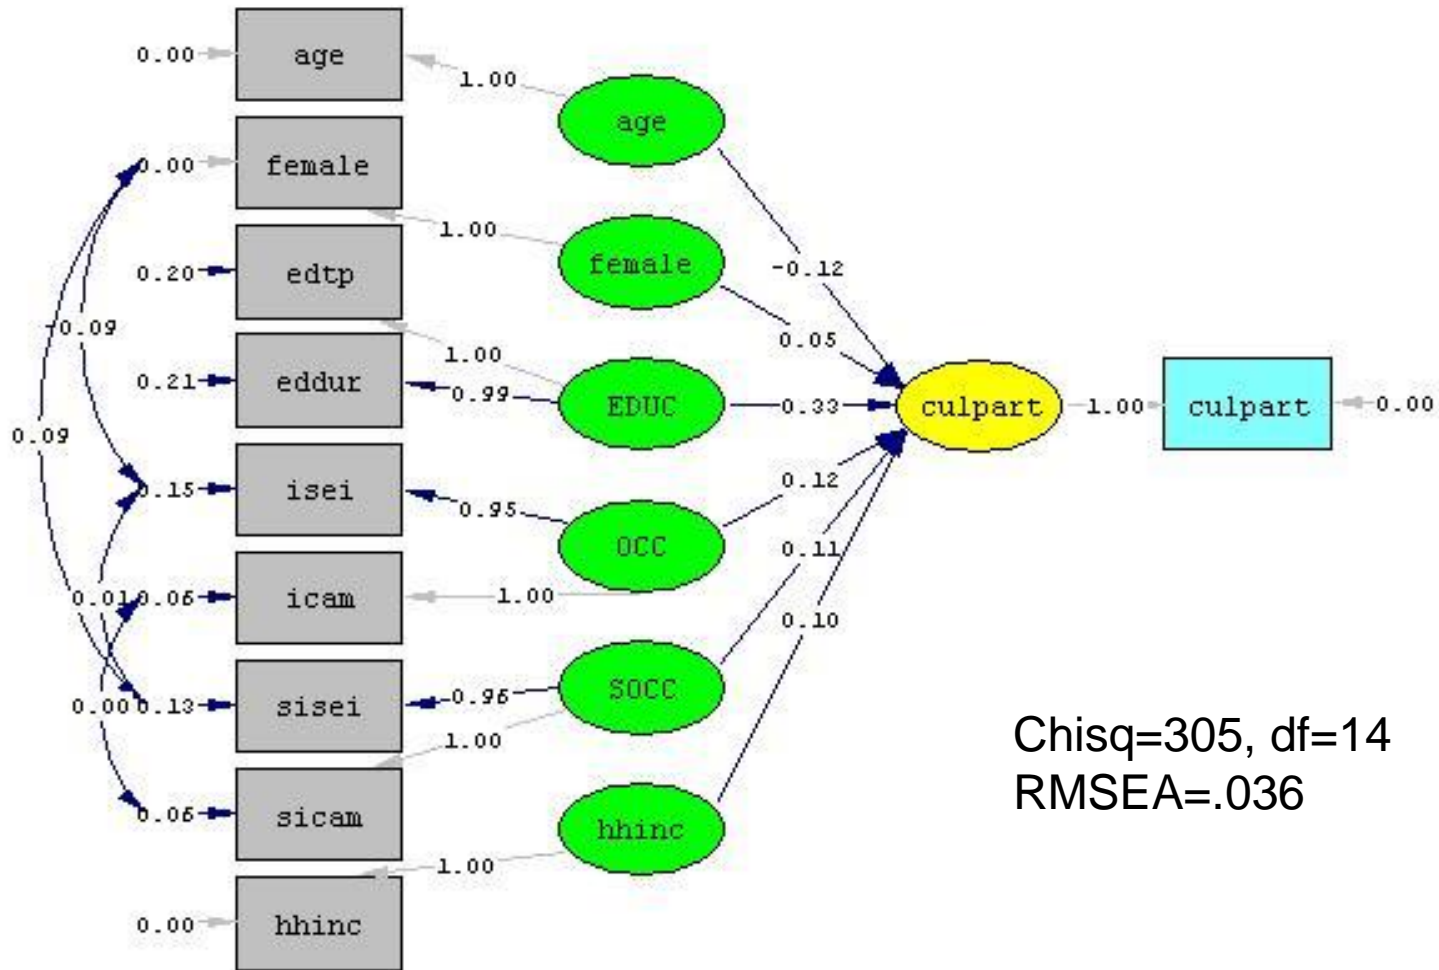 0.00
age
1.00
age
0.00
female
1.00
female
-0.12
0.05
0.20
edtp
1.00
-0.09
0.21
eddur
0.99
EDUC
0.33
culpart
1.00
culpart
0.00
0.09
0.15
isei
0.95
OCC
0.12
0.11
0.01
0.06
icam
1.00
0.10
0.00
0.13
sisei
0.96
SOCC
1.00
0.06
sicam
hhinc
1.00
0.00
hhinc
Chisq=305, df=14
RMSEA=.036